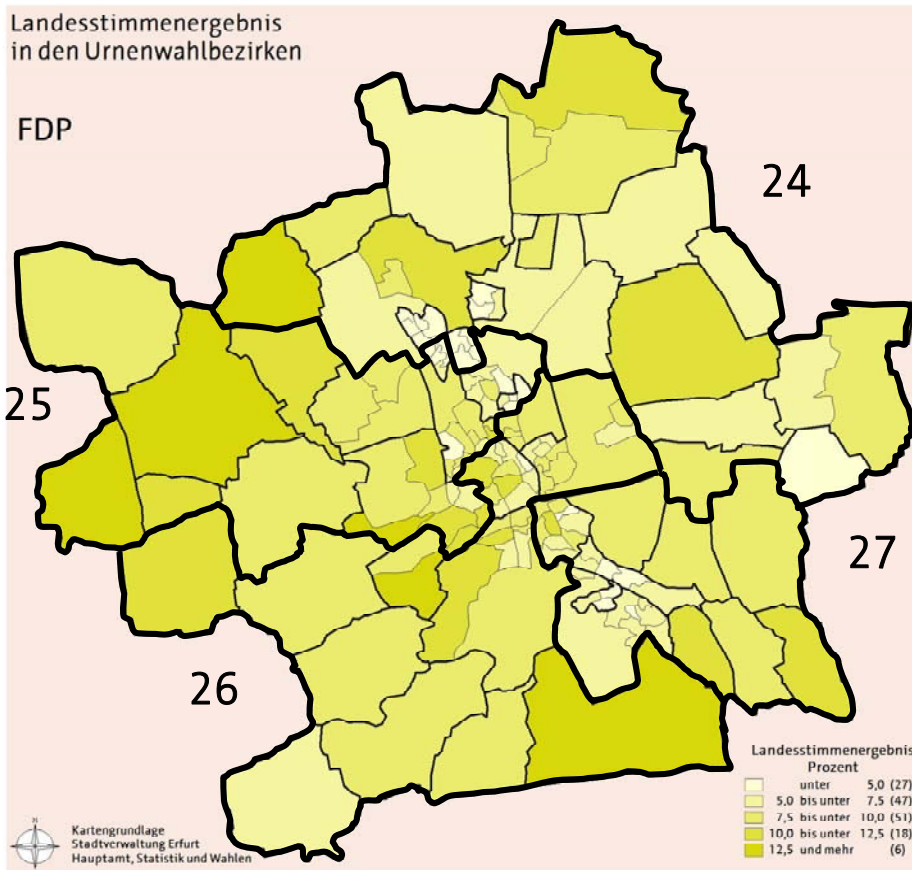 Landesstimmenergebnis
in den Urnenwahlbezirken
FDP
24
25
27
26
Landesstimmenergebnis
Prozent
unter 5,0 (27)
5,0 bis unter 7,5 (47)
7,5 bis unter 10,0 (51)
10,0 bis unter 12,5 (18)
12,5 und mehr (6)
N
Kartengrundlage
Stadtverwaltung Erfurt
Hauptamt, Statistik und Wahlen